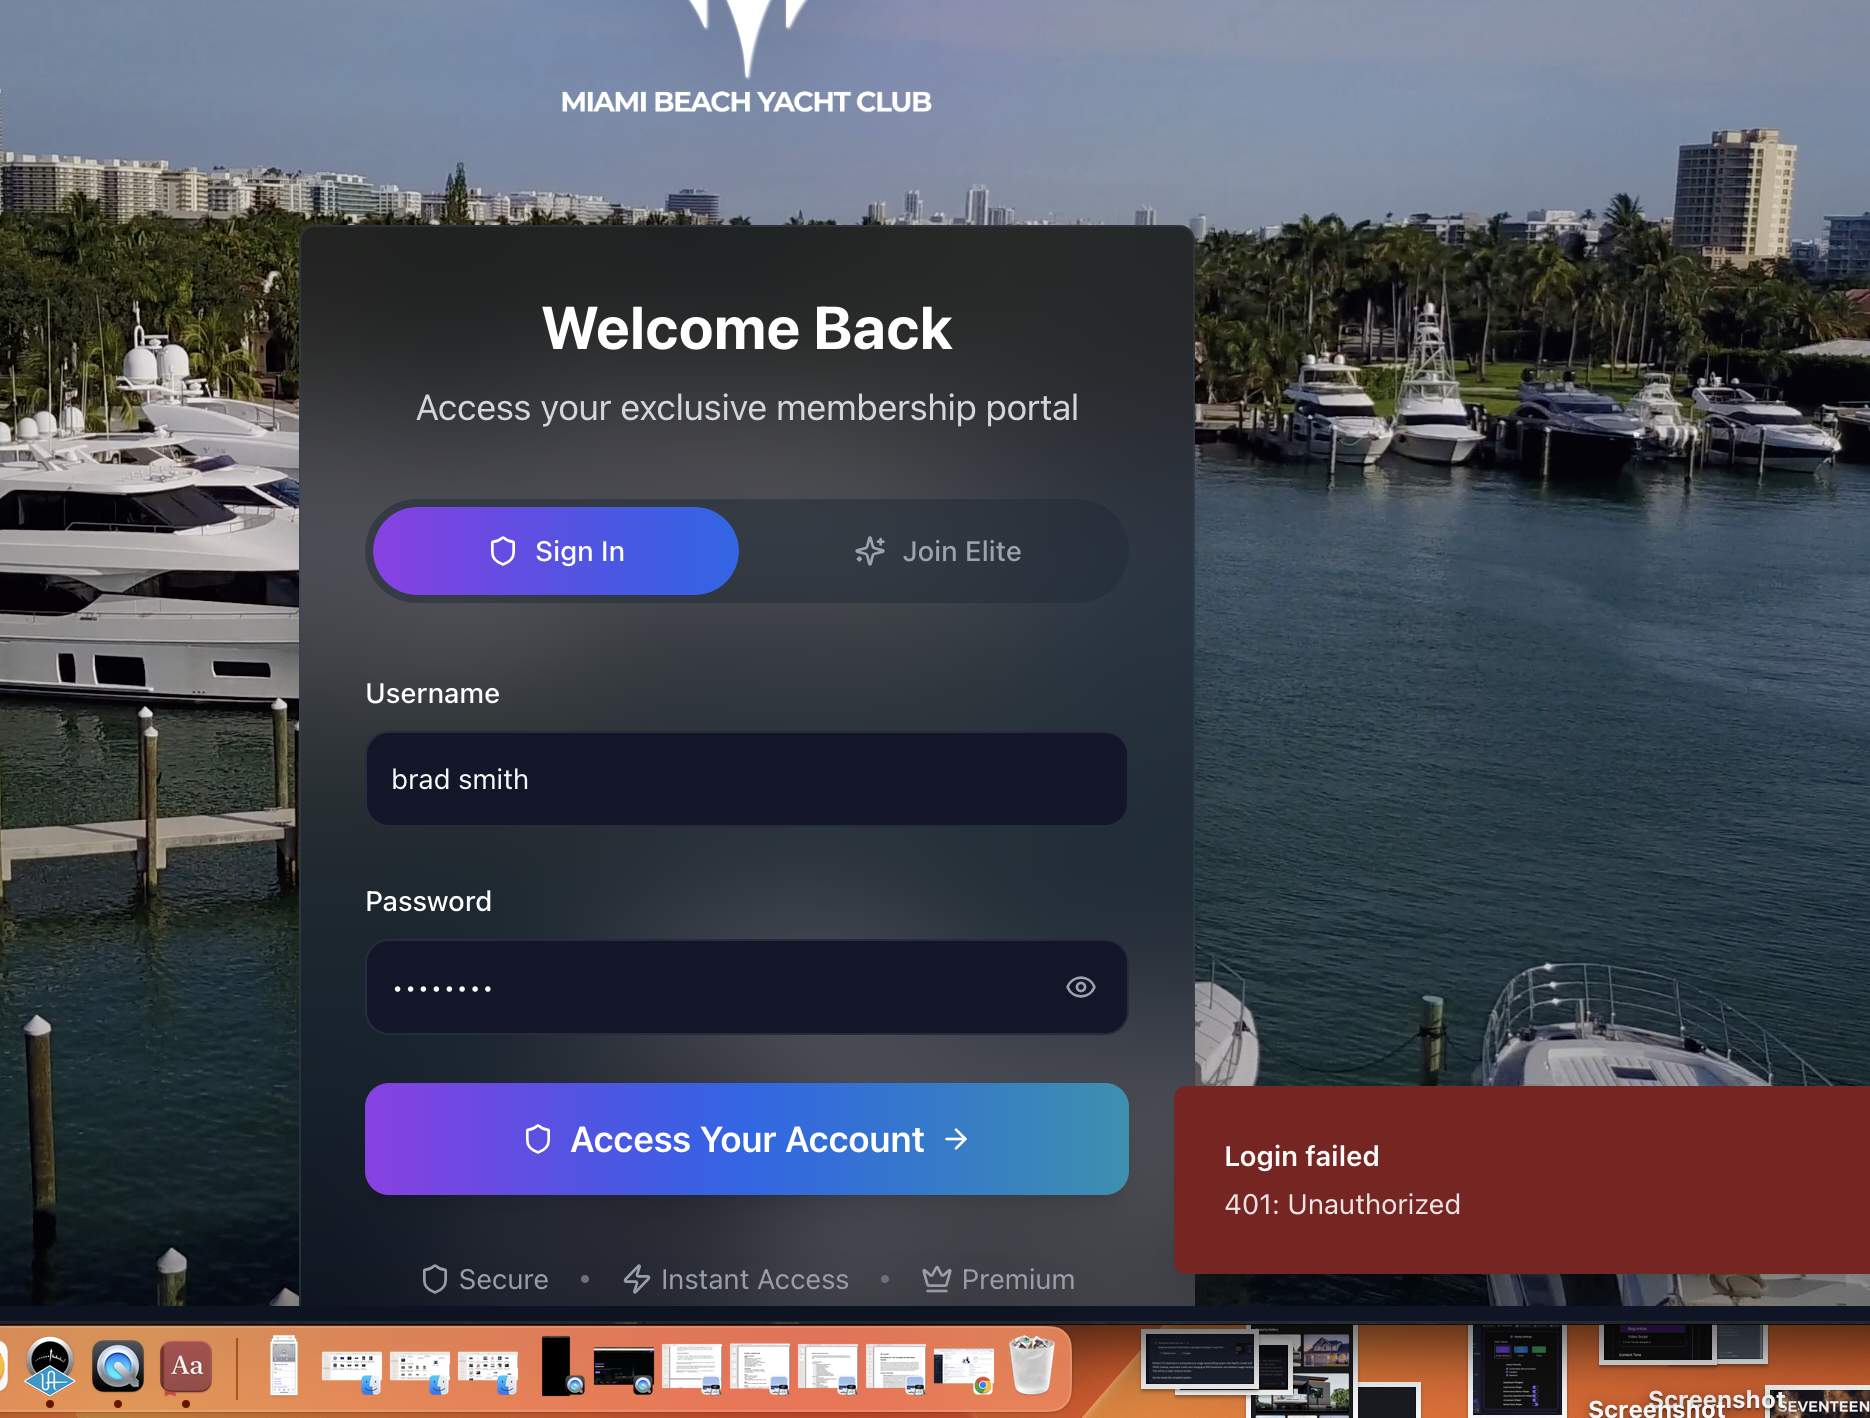 MIAMI BEACH YACHT CLUB
Welcome Back
Access your exclusive membership portal
Sign In
Join Elite
Username
brad smith
Password
••••••••
Access Your Account →
Login failed
401: Unauthorized
Secure • Instant Access • Premium
Aa
Screenshot
Screenshot
SEVENTEEN